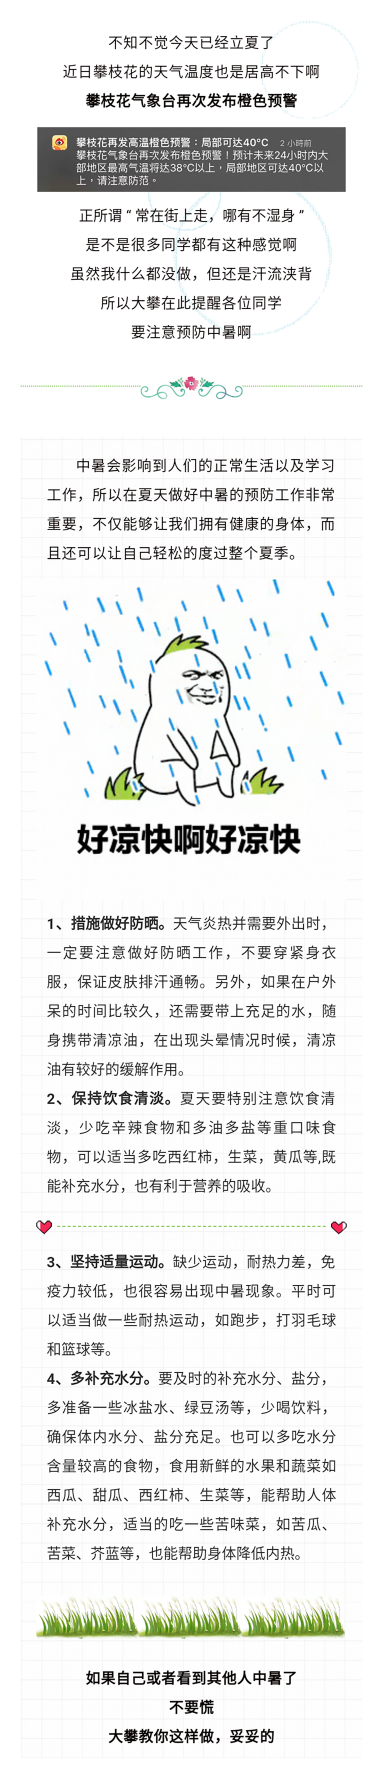 不知不觉今天已经立夏了
近日攀枝花的天气温度也是居高不下啊
攀枝花气象台再次发布橙色预警
攀枝花再发高温橙色预警：局部可达40°C 2 小時前
攀枝花气象台再次发布橙色预警！预计未来24小时内大
部地区最高气温将达38°C以上，局部地区可达40°C以
上，请注意防范。
正所谓 “ 常在街上走，哪有不湿身 ”
是不是很多同学都有这种感觉啊
虽然我什么都没做，但还是汗流浃背
所以大攀在此提醒各位同学
要注意预防中暑啊
中暑会影响到人们的正常生活以及学习
工作，所以在夏天做好中暑的预防工作非常
重要，不仅能够让我们拥有健康的身体，而
且还可以让自己轻松的度过整个夏季。
好凉快啊好凉快
1、措施做好防晒。天气炎热并需要外出时，
一定要注意做好防晒工作，不要穿紧身衣
服，保证皮肤排汗通畅。另外，如果在户外
呆的时间比较久，还需要带上充足的水，随
身携带清凉油，在出现头晕情况时候，清凉
油有较好的缓解作用。
2、保持饮食清淡。夏天要特别注意饮食清
淡，少吃辛辣食物和多油多盐等重口味食
物，可以适当多吃西红柿，生菜，黄瓜等,既
能补充水分，也有利于营养的吸收。
3、坚持适量运动。缺少运动，耐热力差，免
疫力较低，也很容易出现中暑现象。平时可
以适当做一些耐热运动，如跑步，打羽毛球
和篮球等。
4、多补充水分。要及时的补充水分、盐分，
多准备一些冰盐水、绿豆汤等，少喝饮料，
确保体内水分、盐分充足。也可以多吃水分
含量较高的食物，食用新鲜的水果和蔬菜如
西瓜、甜瓜、西红柿、生菜等，能帮助人体
补充水分，适当的吃一些苦味菜，如苦瓜、
苦菜、芥蓝等，也能帮助身体降低内热。
如果自己或者看到其他人中暑了
不要慌
大攀教你这样做，妥妥的